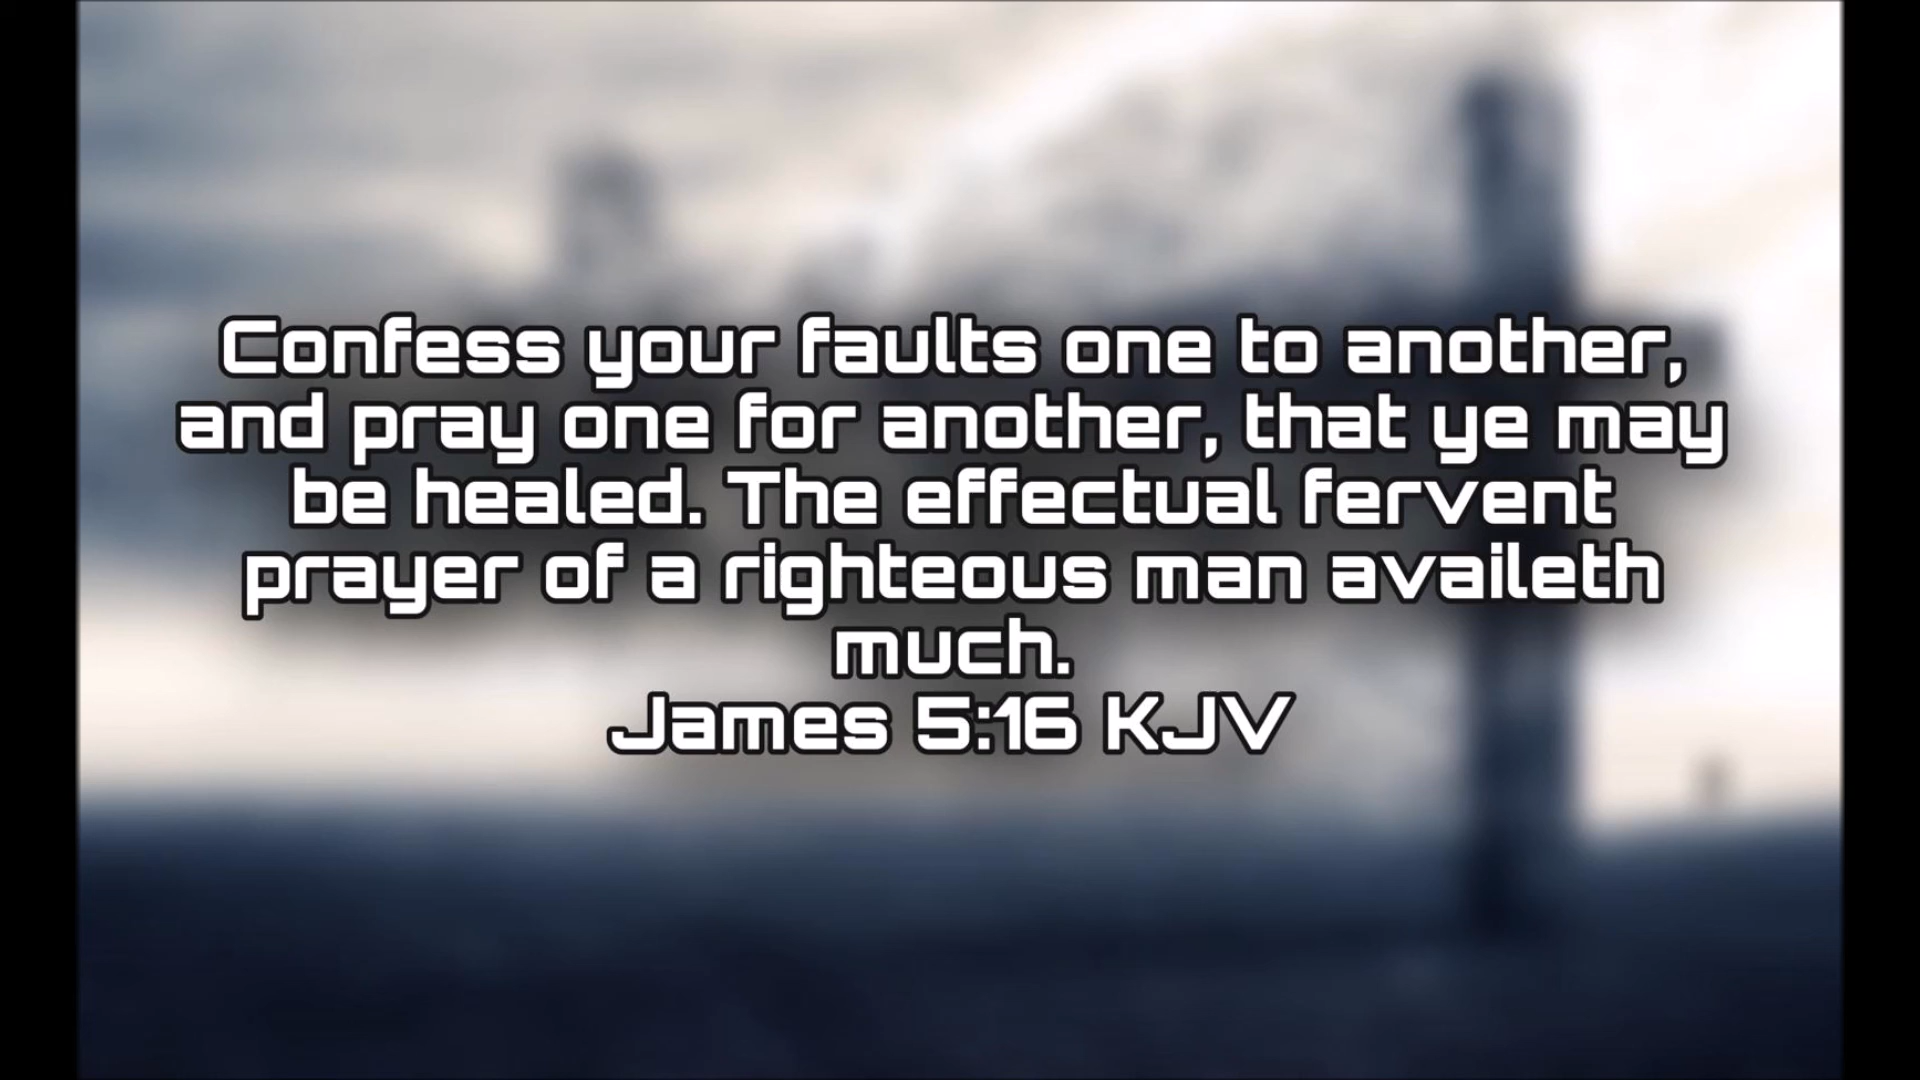 Confess your faults one to another,
and pray one for another, that ye may
be healed. The effectual fervent
prayer of a righteous man availeth
much.
James 5:16 KJV